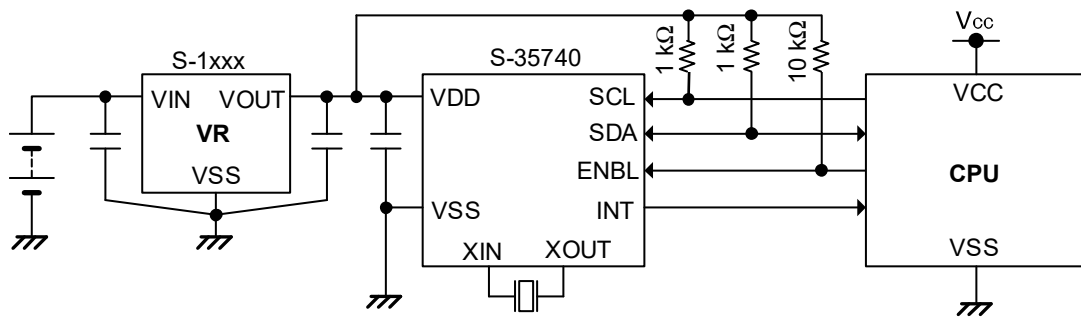 S-1xxx
VIN
VOUT
VR
VSS
S-35740
VDD
VSS
XIN
XOUT
SCL
SDA
ENBL
INT
1 kΩ
1 kΩ
10 kΩ
Vcc
VCC
CPU
VSS